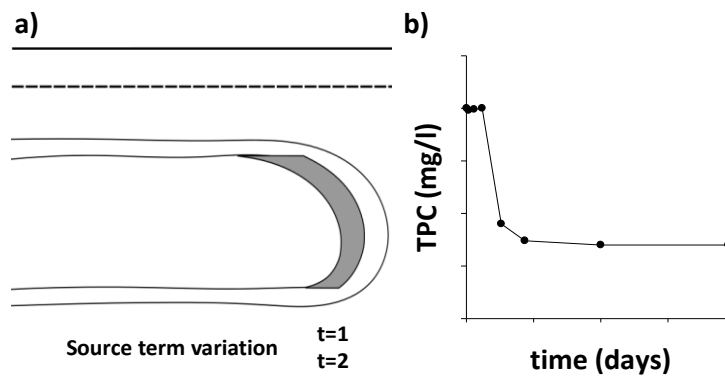 a)
b)
TPC (mg/l)
time (days)
Source term variation
t=1
t=2